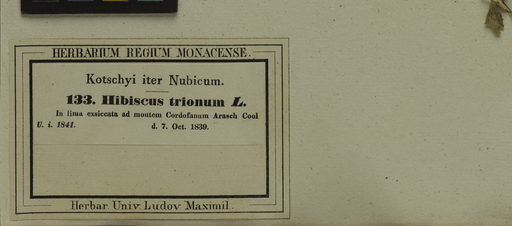 HERBARIUM REGIUM MONACENSE.
Kotschyi iter Nubicum.
133. Hibiscus trionum L.
In fima exsiccata ad montem Cordofanum Arasch Cool
U. i. 1841. d. 7. Oct. 1839.
Herbar. Univ. Ludov. Maximil.